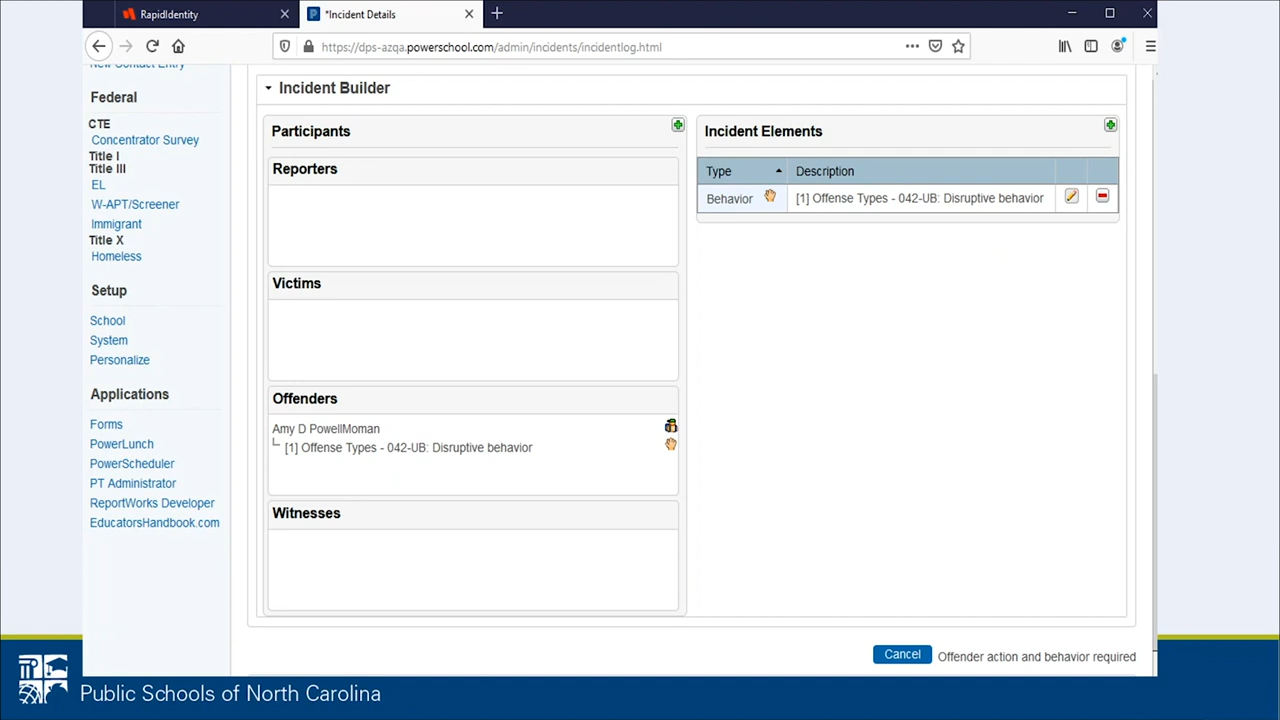 RapidIdentity
*Incident Details
https://dps-azqa.powerschool.com/admin/incidents/incidentlog.html
New Contact Entry
Federal
CTE
Concentrator Survey
Title I
Title III
EL
W-APT/Screener
Immigrant
Title X
Homeless
Setup
School
System
Personalize
Applications
Forms
PowerLunch
PowerScheduler
PT Administrator
ReportWorks Developer
EducatorsHandbook.com
Incident Builder
Participants
Reporters
Victims
Offenders
Amy D PowellMoman
[1] Offense Types - 042-UB: Disruptive behavior
Witnesses
Incident Elements
Type Description
Behavior [1] Offense Types - 042-UB: Disruptive behavior
Cancel Offender action and behavior required
Public Schools of North Carolina